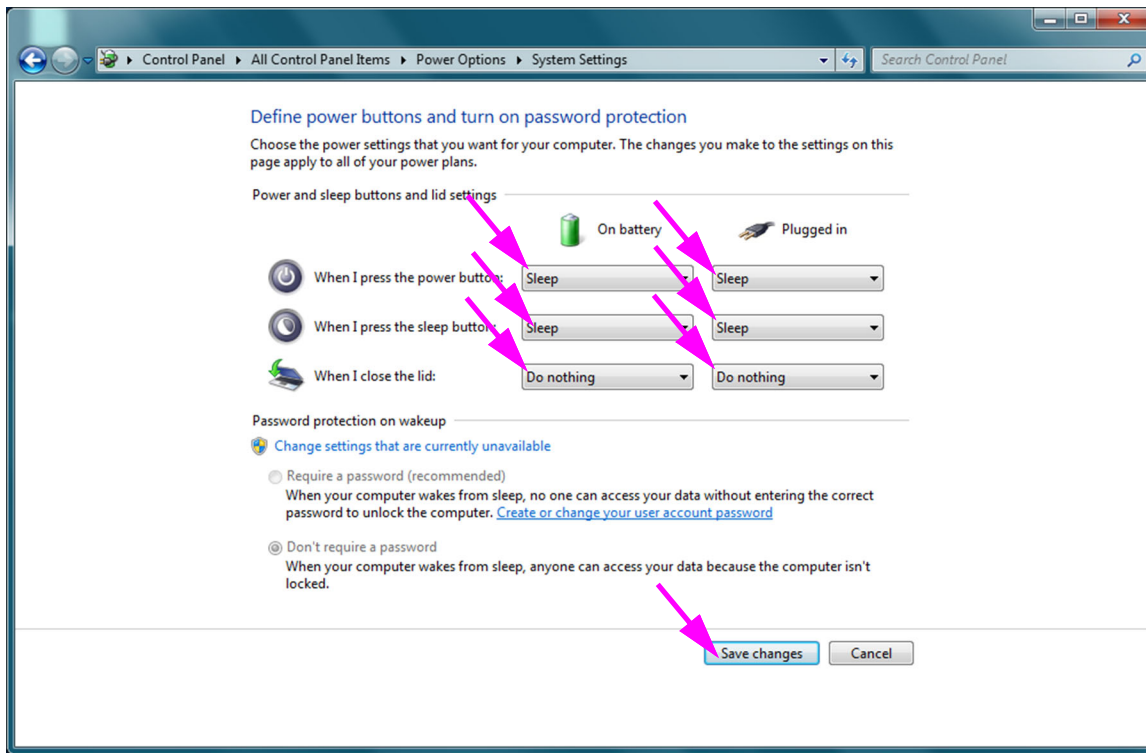 Control Panel ▸ All Control Panel Items ▸ Power Options ▸ System Settings
Search Control Panel
Define power buttons and turn on password protection
Choose the power settings that you want for your computer. The changes you make to the settings on this
page apply to all of your power plans.
Power and sleep buttons and lid settings
On battery
Plugged in
When I press the power button:
Sleep
Sleep
When I press the sleep button:
Sleep
Sleep
When I close the lid:
Do nothing
Do nothing
Password protection on wakeup
Change settings that are currently unavailable
Require a password (recommended)
When your computer wakes from sleep, no one can access your data without entering the correct
password to unlock the computer. Create or change your user account password
Don't require a password
When your computer wakes from sleep, anyone can access your data because the computer isn't
locked.
Save changes
Cancel